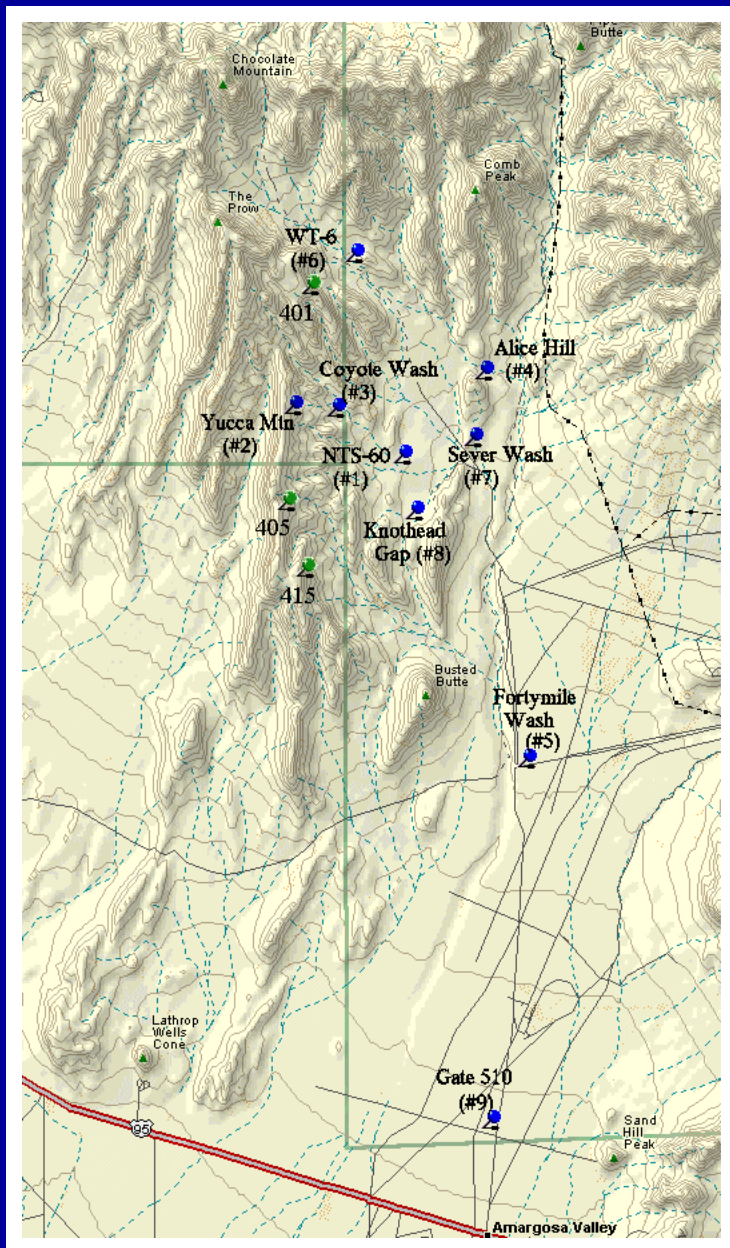 Pipe
Butte
Chocolate
Mountain
Comb
Peak
The
Prow
WT-6
(#6)
401
Alice Hill
(#4)
Coyote Wash
(#3)
Yucca Mtn
(#2)
NTS-60
(#1)
Sever Wash
(#7)
405
Knothead
Gap (#8)
415
Busted
Butte
Fortymile
Wash
(#5)
Lathrop
Wells
Cone
Gate 510
(#9)
95
Sand
Hill
Peak
Amargosa Valley